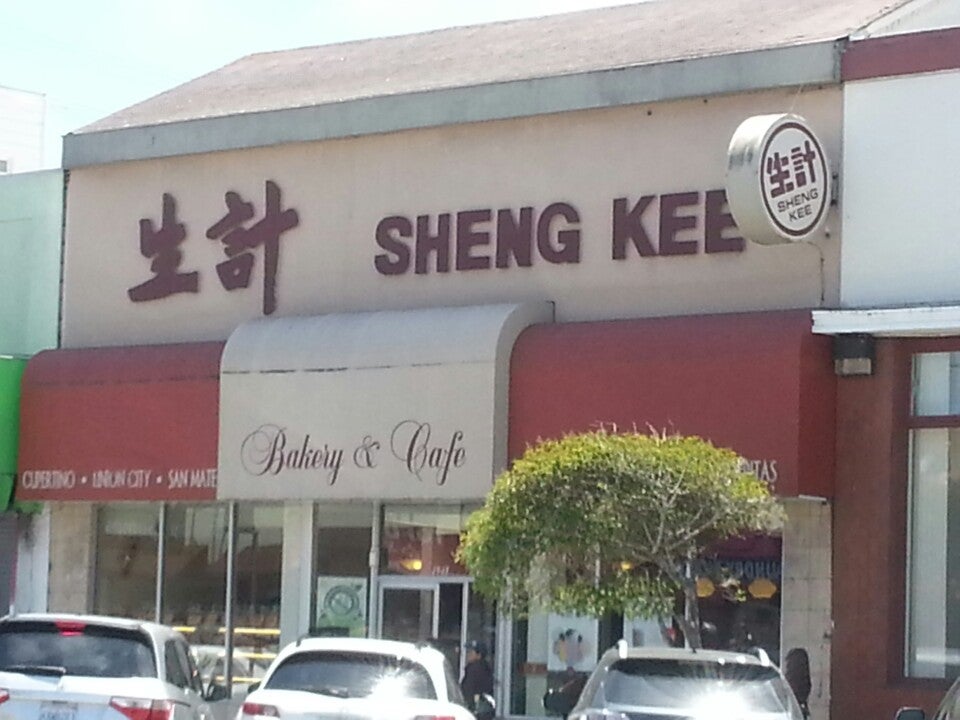 生計 SHENG KEE
生計
SHENG
KEE
Bakery & Cafe
CUPERTINO • UNION CITY • SAN MATE